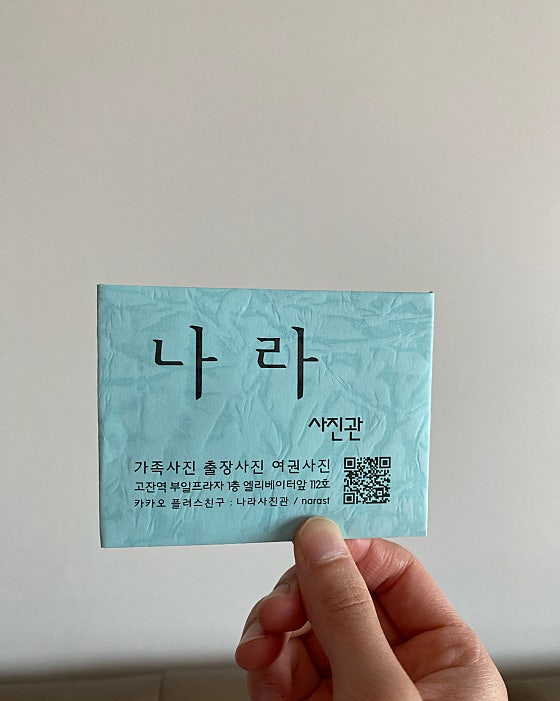 나라
사진관
가족사진 출장사진 여권사진
고잔역 부일프라자 1층 엘리베이터앞 112호
카카오 플러스친구 : 나라사진관 / narast